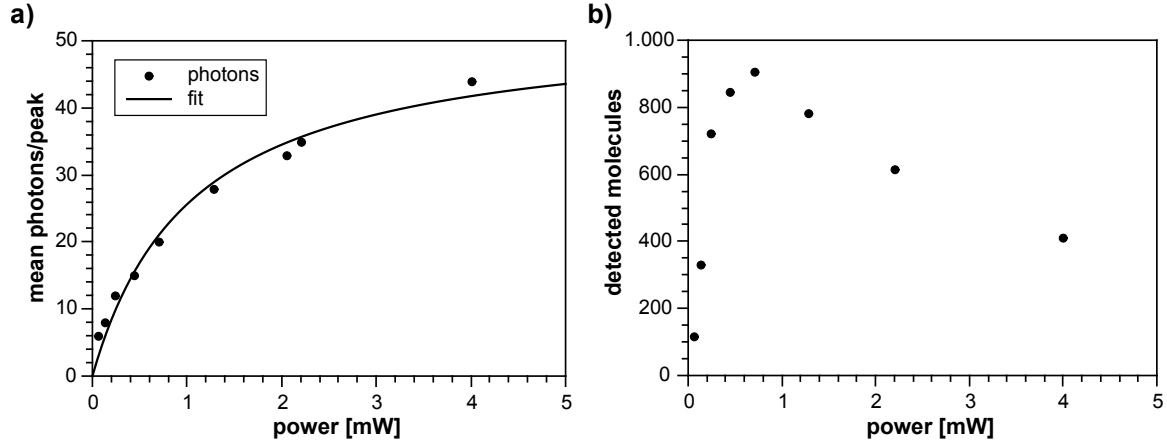 a)
50
40
30
20
10
0
mean photons/peak
photons
fit
0 1 2 3 4 5
power [mW]
b)
1.000
800
600
400
200
0
detected molecules
0 1 2 3 4 5
power [mW]